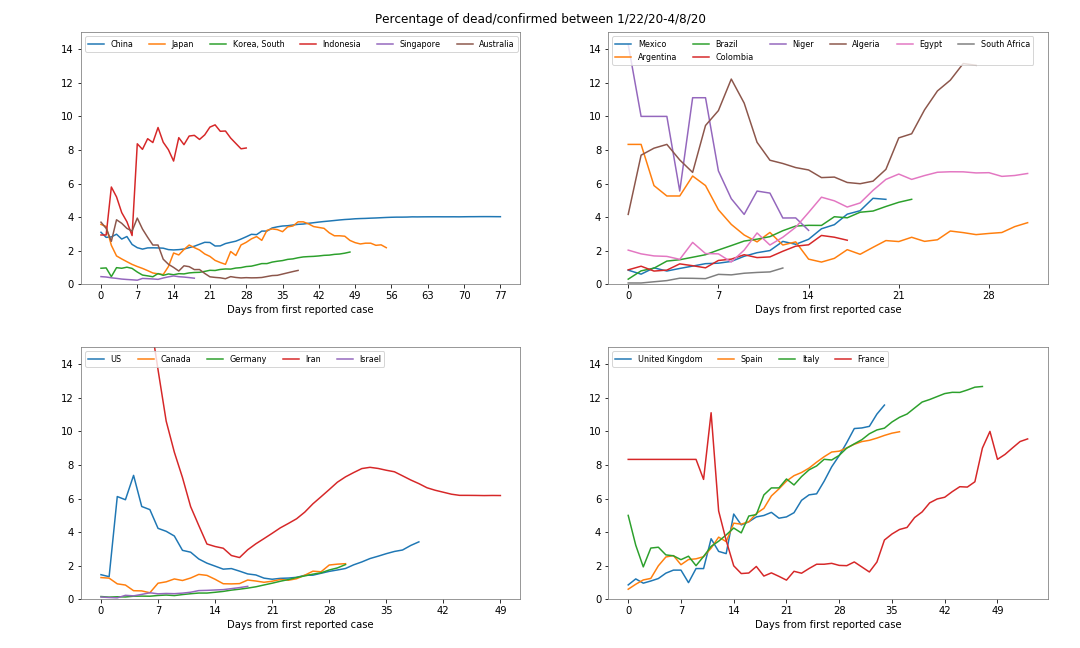 Percentage of dead/confirmed between 1/22/20-4/8/20
China Japan Korea, South Indonesia Singapore Australia
14
12
10
8
6
4
2
0
0 7 14 21 28 35 42 49 56 63 70 77
Days from first reported case
Mexico Brazil Niger Algeria Egypt South Africa
Argentina Colombia
14
12
10
8
6
4
2
0
0 7 14 21 28
Days from first reported case
US Canada Germany Iran Israel
14
12
10
8
6
4
2
0
0 7 14 21 28 35 42 49
Days from first reported case
United Kingdom Spain Italy France
14
12
10
8
6
4
2
0
0 7 14 21 28 35 42 49
Days from first reported case